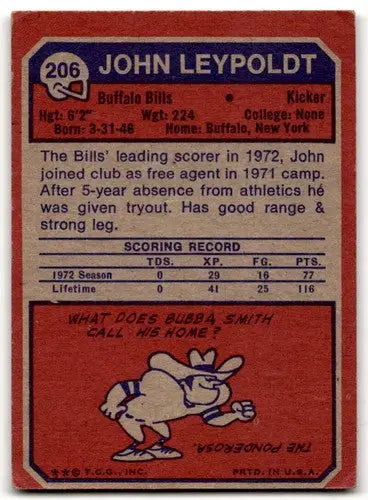 206
JOHN LEYPOLDT
Buffalo Bills • Kicker
Hgt: 6'2" Wgt: 224 College: None
Born: 3-31-46 Home: Buffalo, New York
The Bills' leading scorer in 1972, John
joined club as free agent in 1971 camp.
After 5-year absence from athletics he
was given tryout. Has good range &
strong leg.
SCORING RECORD
TDS. XP. FG. PTS.
1972 Season 0 29 16 77
Lifetime 0 41 25 116
WHAT DOES BUBBA SMITH
CALL HIS HOME?
THE PONDEROSA.
★★© T.C.G., INC. PRTD. IN U.S.A.